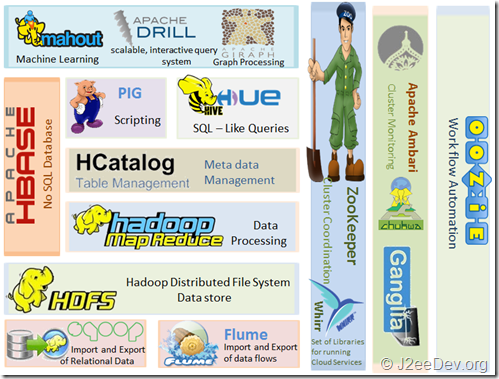 mahout
Machine Learning
APACHE
DRILL
scalable, interactive query
system
APACHE
GIRAPH
Graph Processing
APACHE
HBASE
No SQL Database
PIG
Scripting
HIVE
HUE
SQL – Like Queries
HCatalog
Table Management
Meta data
Management
hadoop
Map Reduce
Data
Processing
HDFS
Hadoop Distributed File System
Data store
sqoop
Import and Export
of Relational Data
FLUME
Flume
Import and Export
of data flows
ZooKeeper
Cluster Coordination
Whirr
WHIRR
Set of Libraries
for running
Cloud Services
Apache Ambari
Cluster Monitoring
chukwa
Ganglia
OOZIE
Workflow Automation
© J2eeDev.org